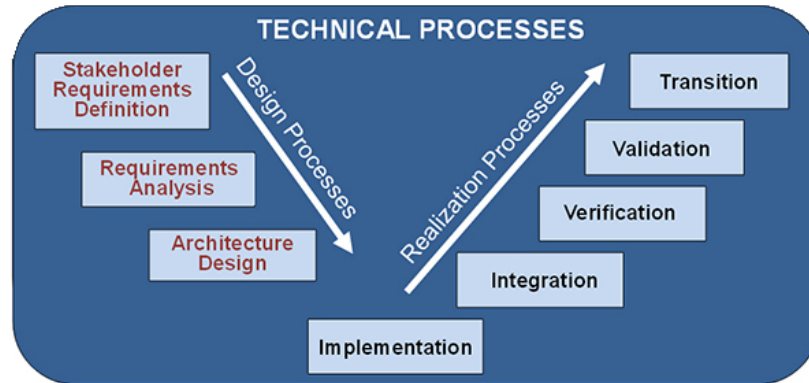 TECHNICAL PROCESSES
Stakeholder
Requirements
Definition
Design Processes
Requirements
Analysis
Architecture
Design
Implementation
Realization Processes
Transition
Validation
Verification
Integration